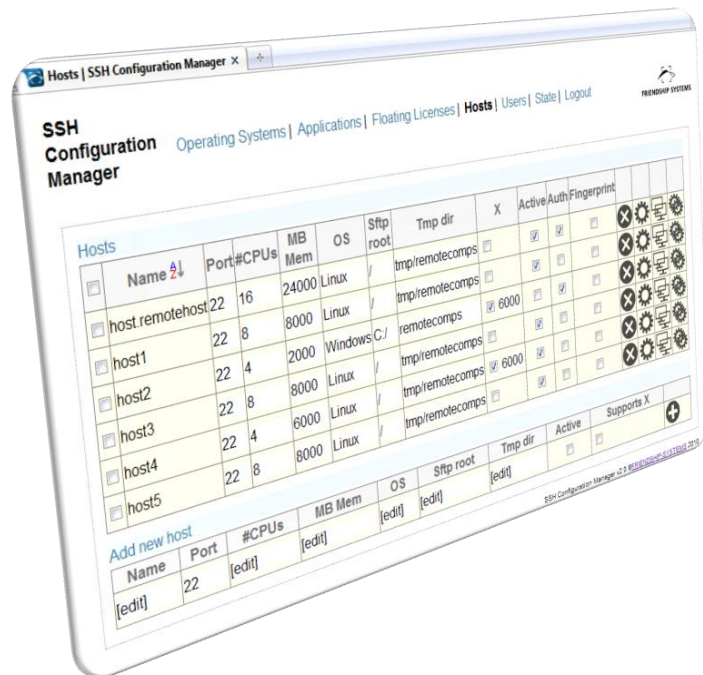 Hosts | SSH Configuration Manager x
SSH Configuration Manager
Operating Systems | Applications | Floating Licenses | Hosts | Users | State | Logout
FRIENDSHIP SYSTEMS
Hosts
Name Port #CPUs MB Mem OS Sftp root Tmp dir X Active Auth Fingerprint
host.remotehost 22 16 24000 Linux / tmp/remotecomps
host1 22 8 8000 Linux / tmp/remotecomps
host2 22 4 2000 Windows C:/ remotecomps 6000
host3 22 8 8000 Linux / tmp/remotecomps
host4 22 4 6000 Linux / tmp/remotecomps 6000
host5 22 8 8000 Linux / tmp/remotecomps
Add new host
Name Port #CPUs MB Mem OS Sftp root Tmp dir Active Supports X
[edit] 22 [edit] [edit] [edit] [edit] [edit]
SSH Configuration Manager v2.0 ©FRIENDSHIP-SYSTEMS 2010